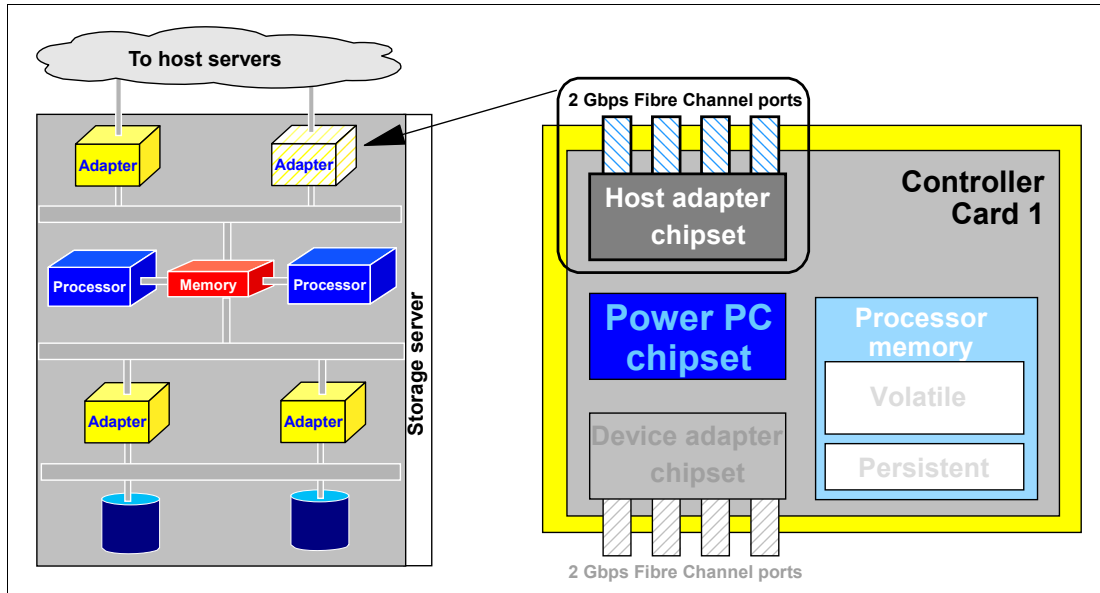 To host servers
Adapter
Adapter
Processor
Memory
Processor
Adapter
Adapter
Storage server
2 Gbps Fibre Channel ports
Host adapter
chipset
Controller
Card 1
Power PC
chipset
Processor
memory
Volatile
Persistent
Device adapter
chipset
2 Gbps Fibre Channel ports